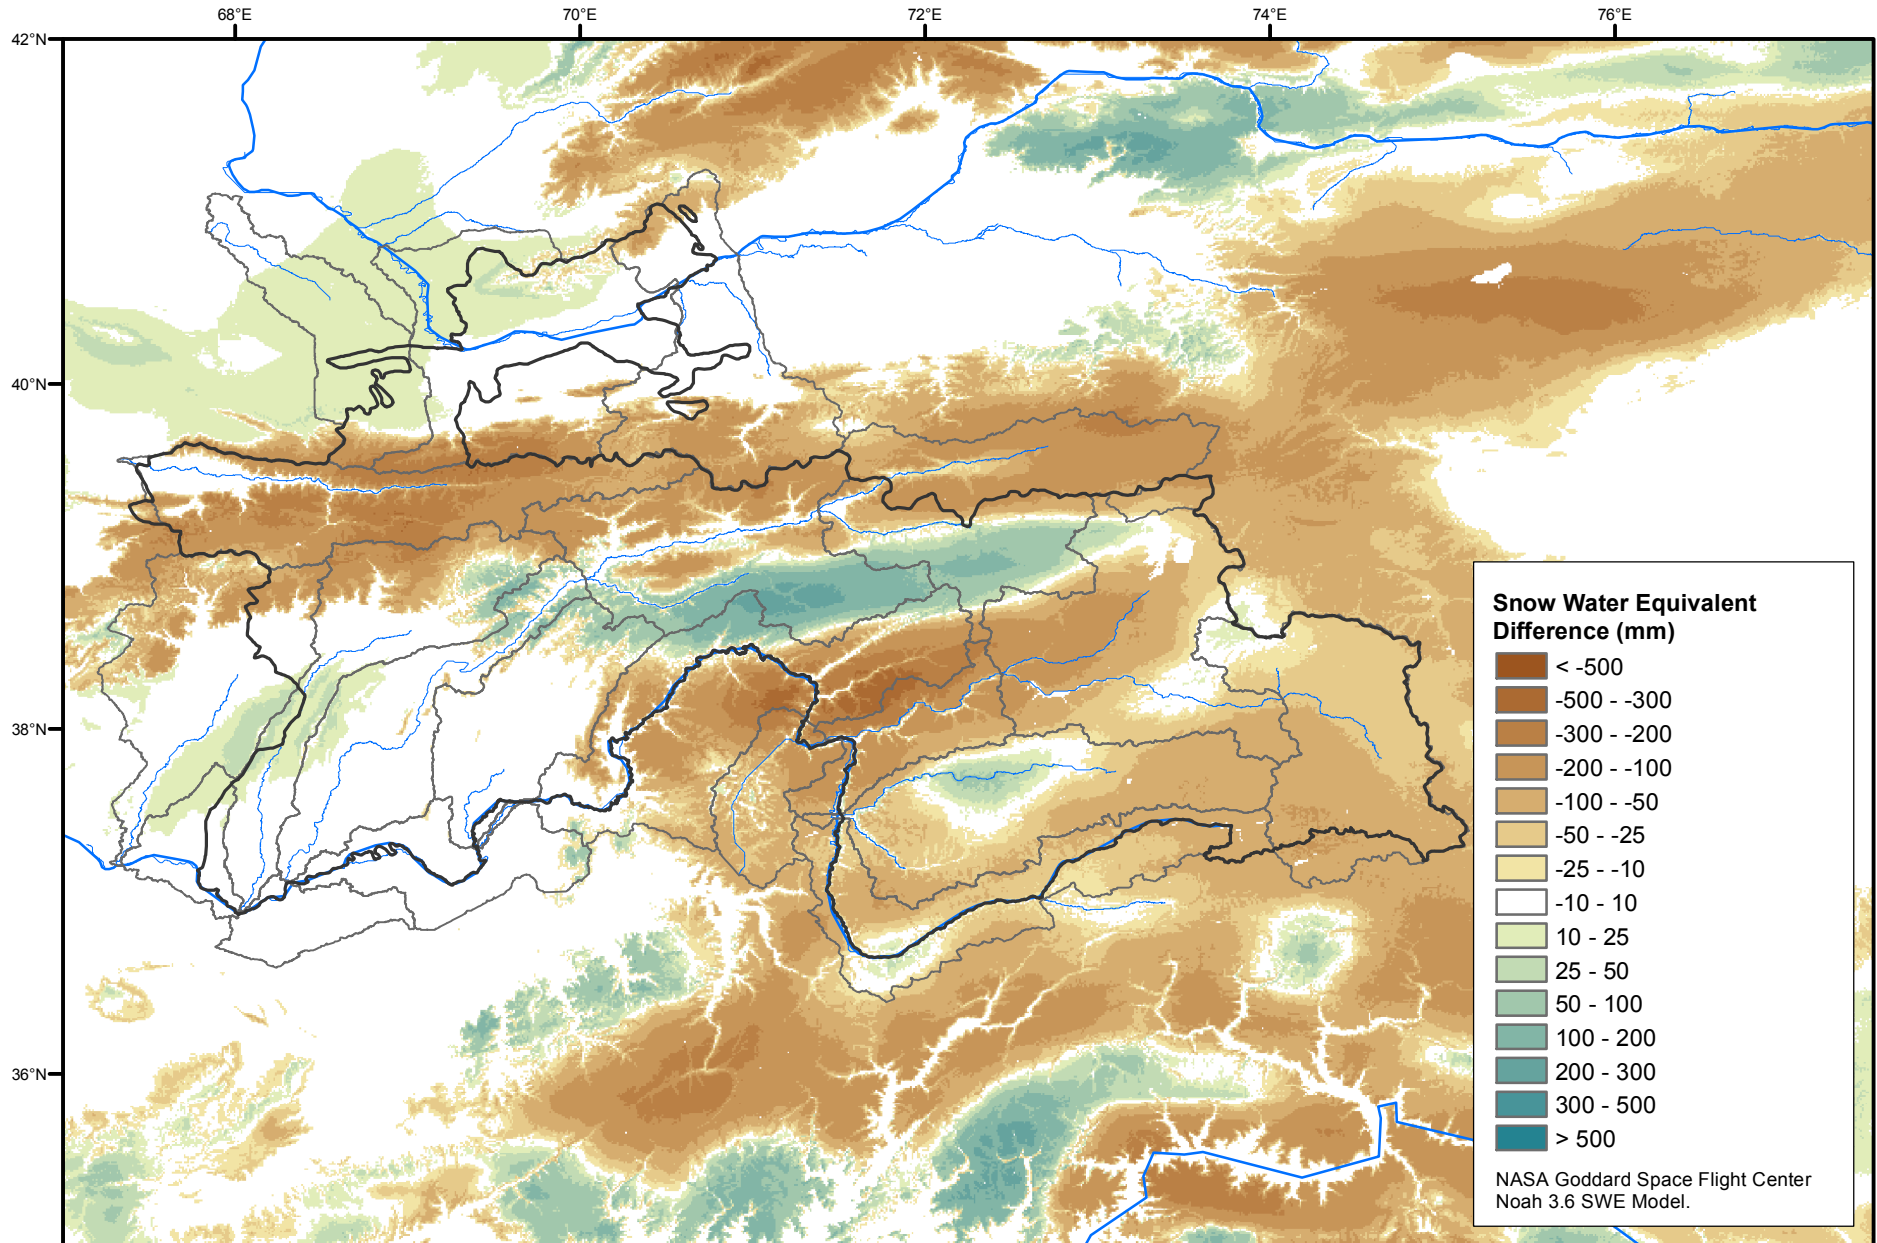 68°E 70°E 72°E 74°E 76°E
42°N
40°N
38°N
36°N
Snow Water Equivalent
Difference (mm)
< -500
-500 - -300
-300 - -200
-200 - -100
-100 - -50
-50 - -25
-25 - -10
-10 - 10
10 - 25
25 - 50
50 - 100
100 - 200
200 - 300
300 - 500
> 500
NASA Goddard Space Flight Center
Noah 3.6 SWE Model.